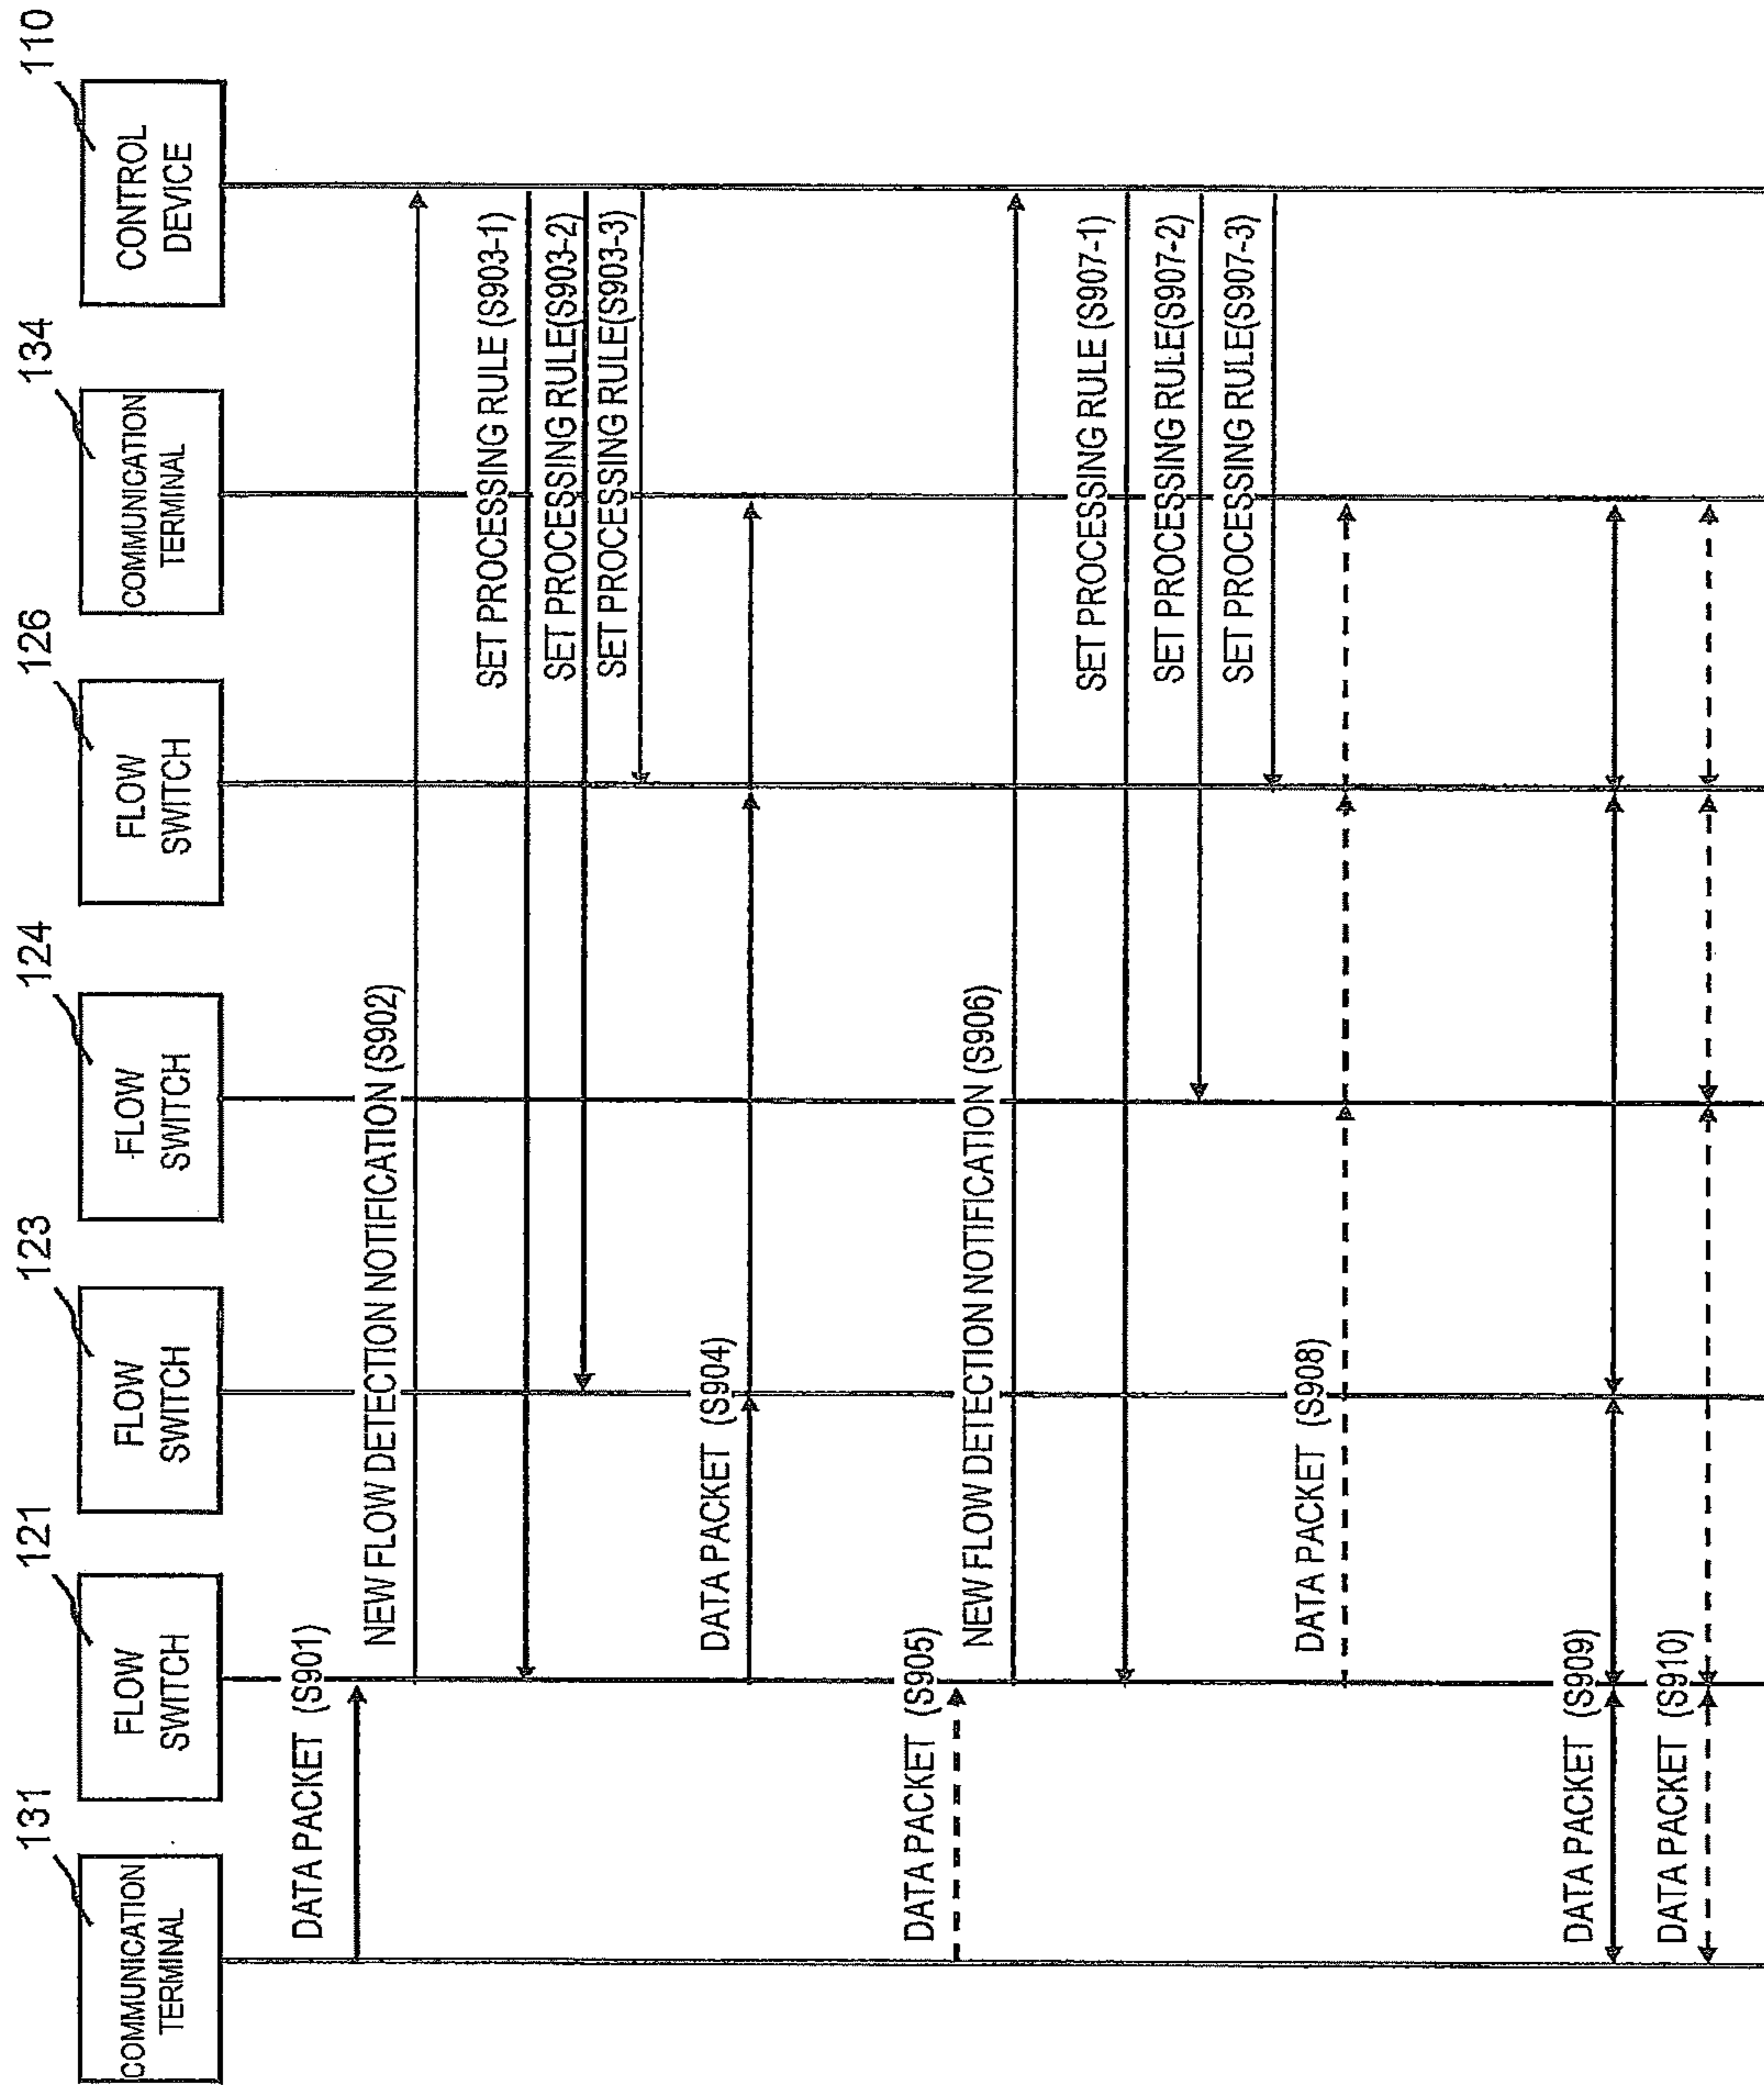 131
121
123
124
126
134
110
COMMUNICATION
TERMINAL
FLOW
SWITCH
FLOW
SWITCH
FLOW
SWITCH
FLOW
SWITCH
COMMUNICATION
TERMINAL
CONTROL
DEVICE
DATA PACKET (S901)
NEW FLOW DETECTION NOTIFICATION (S902)
SET PROCESSING RULE (S903-1)
SET PROCESSING RULE(S903-2)
SET PROCESSING RULE(S903-3)
DATA PACKET (S904)
DATA PACKET (S905)
NEW FLOW DETECTION NOTIFICATION (S906)
SET PROCESSING RULE (S907-1)
SET PROCESSING RULE(S907-2)
SET PROCESSING RULE(S907-3)
DATA PACKET (S908)
DATA PACKET (S909)
DATA PACKET (S910)